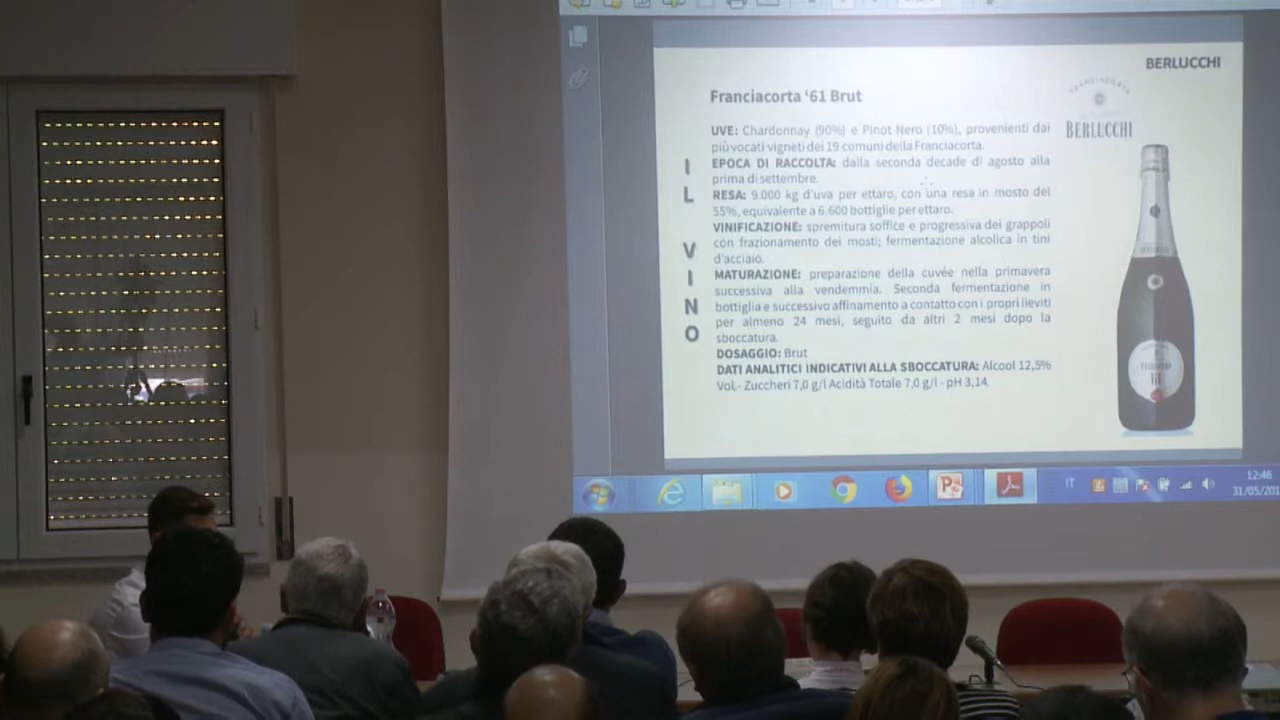 BERLUCCHI
Franciacorta '61 Brut
BERLUCCHI
UVE: Chardonnay (90%) e Pinot Nero (10%), provenienti dai
più vocati vigneti dei 19 comuni della Franciacorta.
EPOCA DI RACCOLTA: dalla seconda decade di agosto alla
prima di settembre.
RESA: 9.000 kg d'uva per ettaro, con una resa in mosto del
55%, equivalente a 6.600 bottiglie per ettaro.
VINIFICAZIONE: spremitura soffice e progressiva dei grappoli
con frazionamento dei mosti; fermentazione alcolica in tini
d'acciaio.
MATURAZIONE: preparazione della cuvée nella primavera
successiva alla vendemmia. Seconda fermentazione in
bottiglia e successivo affinamento a contatto con i propri lieviti
per almeno 24 mesi, seguito da altri 2 mesi dopo la
sboccatura.
DOSAGGIO: Brut
DATI ANALITICI INDICATIVI ALLA SBOCCATURA: Alcool 12,5%
Vol.- Zuccheri 7,0 g/l Acidità Totale 7,0 g/l - pH 3,14.
IL VINO
61
IT
12:46
31/05/201